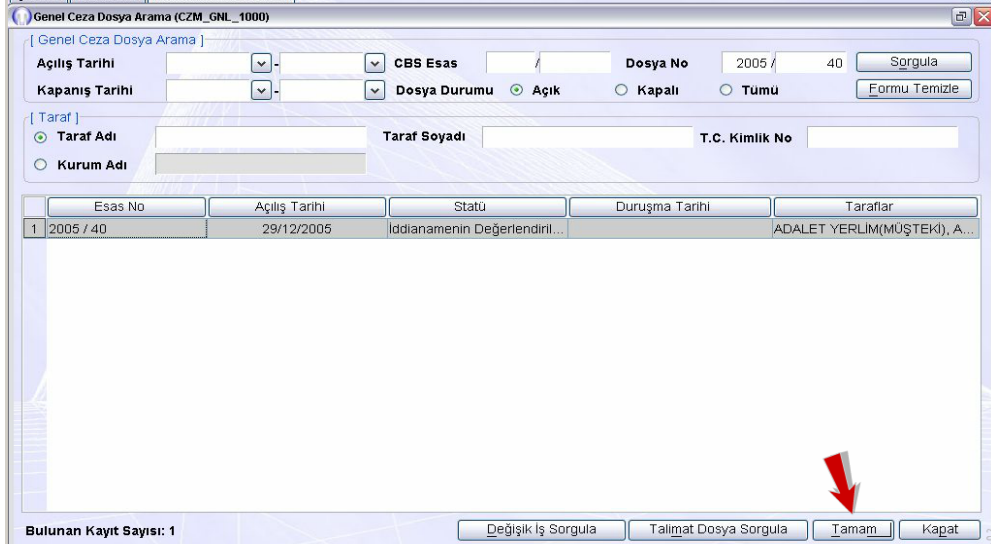 Genel Ceza Dosya Arama (CZM_GNL_1000)
[ Genel Ceza Dosya Arama ]
Açılış Tarihi - CBS Esas / Dosya No 2005 / 40 Sorgula
Kapanış Tarihi - Dosya Durumu Açık Kapalı Tümü Formu Temizle
[ Taraf ]
Taraf Adı Taraf Soyadı T.C. Kimlik No
Kurum Adı
Esas No Açılış Tarihi Statü Duruşma Tarihi Taraflar
1 2005 / 40 29/12/2005 İddianamenin Değerlendiril... ADALET YERLİM(MÜŞTEKİ), A...
Bulunan Kayıt Sayısı: 1 Değişik İş Sorgula Talimat Dosya Sorgula Tamam Kapat